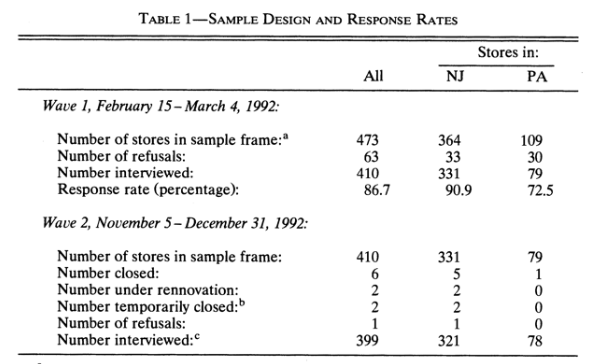 TABLE 1—SAMPLE DESIGN AND RESPONSE RATES
Stores in:
All NJ PA
Wave 1, February 15–March 4, 1992:
Number of stores in sample frame:ᵃ 473 364 109
Number of refusals: 63 33 30
Number interviewed: 410 331 79
Response rate (percentage): 86.7 90.9 72.5
Wave 2, November 5–December 31, 1992:
Number of stores in sample frame: 410 331 79
Number closed: 6 5 1
Number under rennovation: 2 2 0
Number temporarily closed:ᵇ 2 2 0
Number of refusals: 1 1 0
Number interviewed:ᶜ 399 321 78